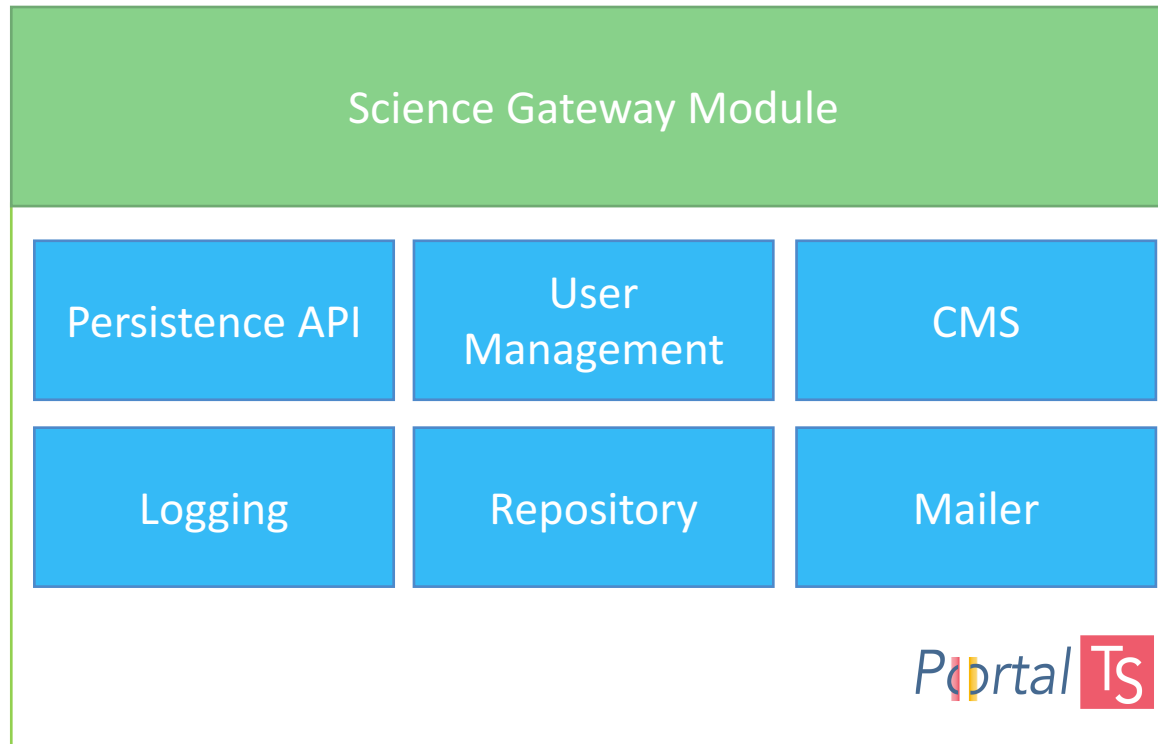 Science Gateway Module
Persistence API
User
Management
CMS
Logging
Repository
Mailer
Portal TS